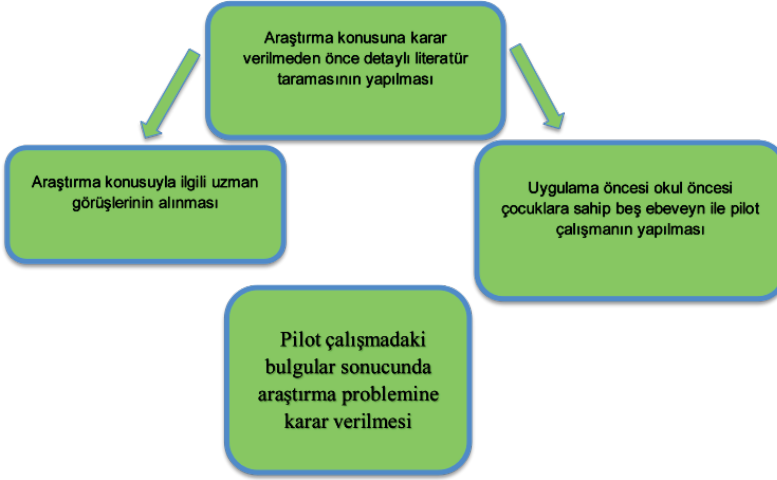 Araştırma konusuna karar
verilmeden önce detaylı literatür
taramasının yapılması
Araştırma konusuyla ilgili uzman
görüşlerinin alınması
Uygulama öncesi okul öncesi
çocuklara sahip beş ebeveyn ile pilot
çalışmanın yapılması
Pilot çalışmadaki
bulgular sonucunda
araştırma problemine
karar verilmesi